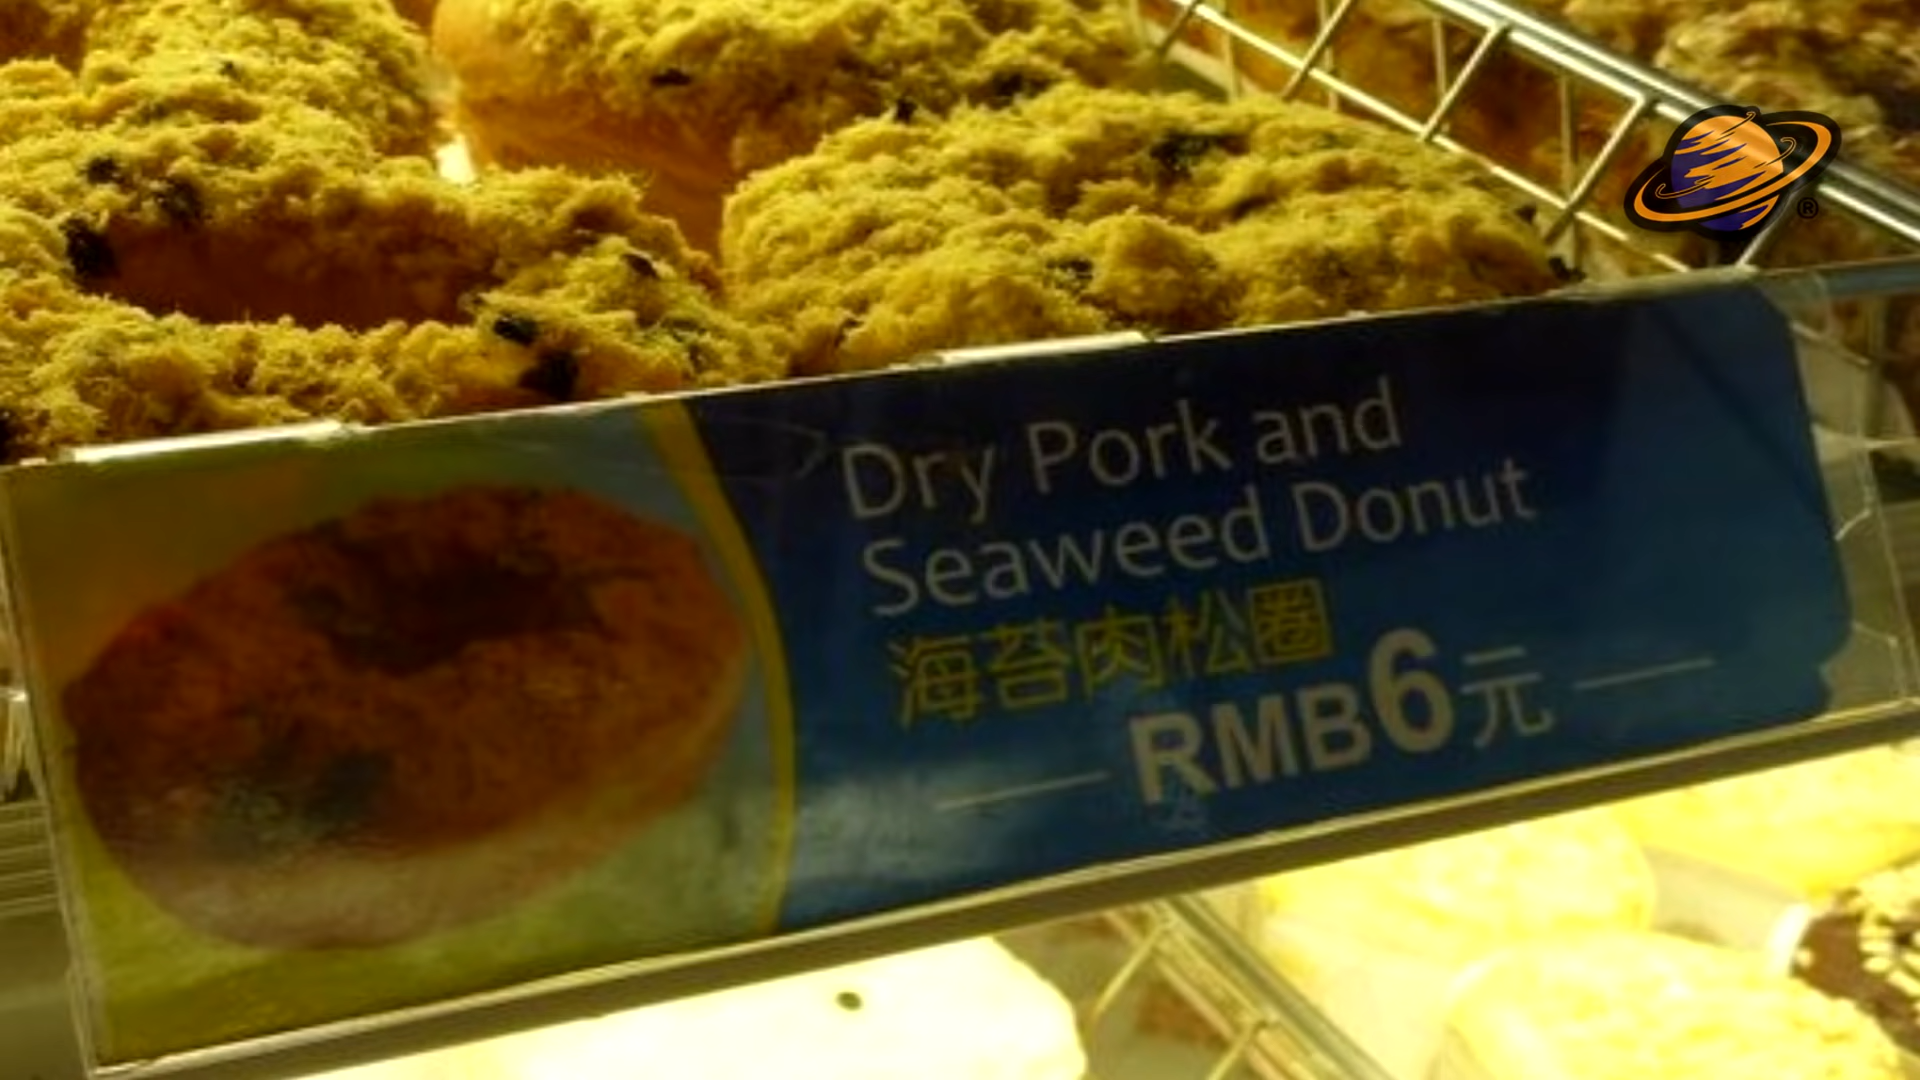 Dry Pork and
Seaweed Donut
海苔肉松圈
RMB6元
®